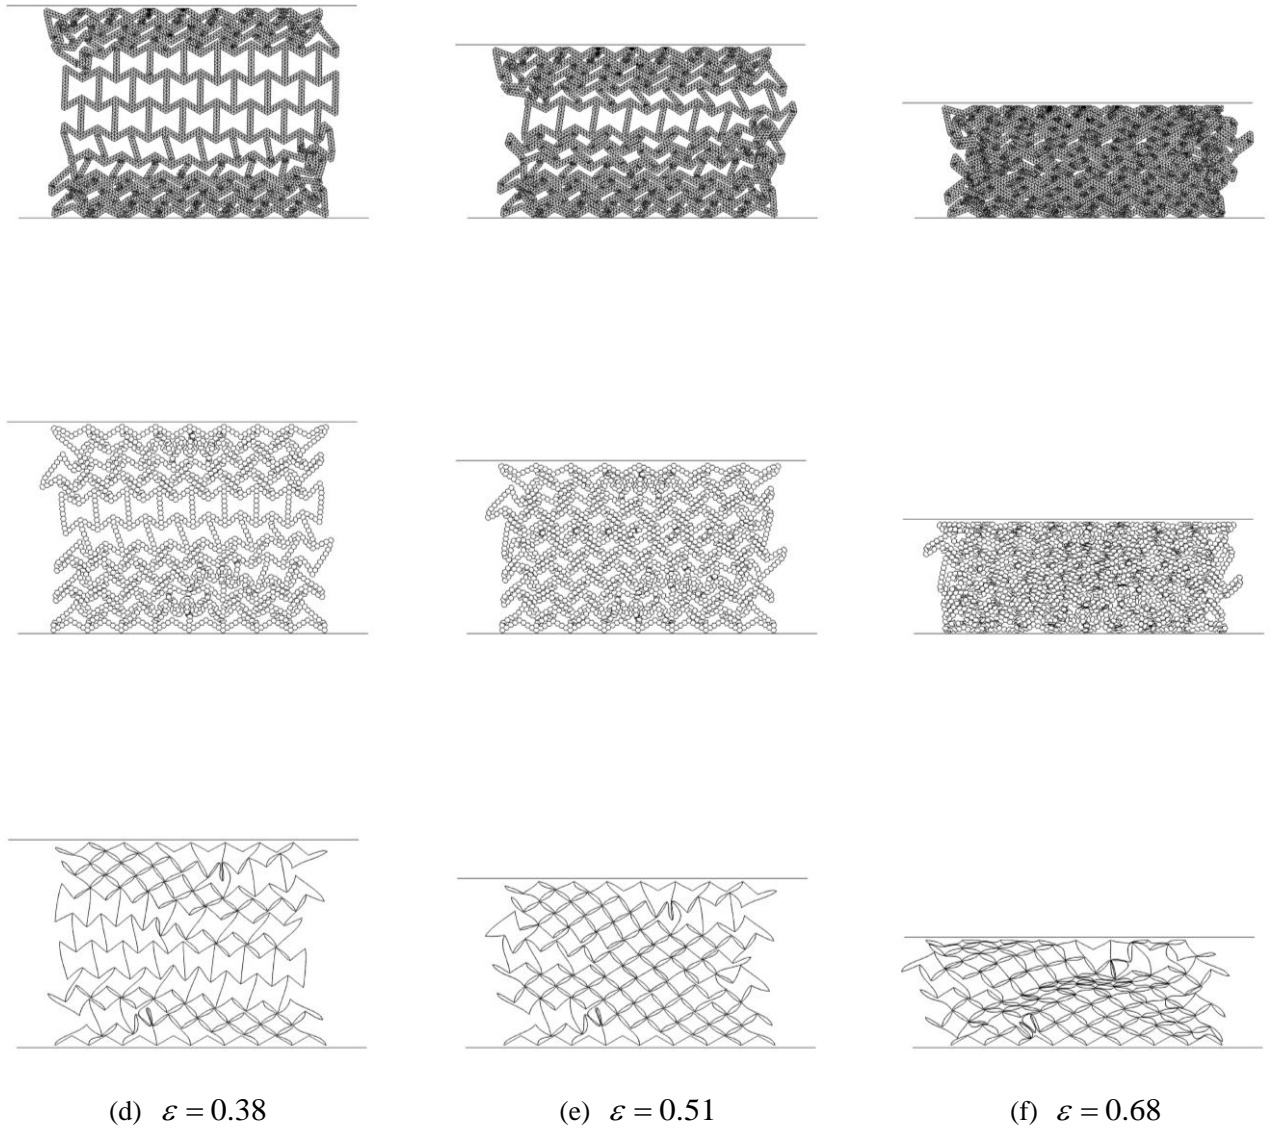 (d) ε = 0.38 (e) ε = 0.51 (f) ε = 0.68